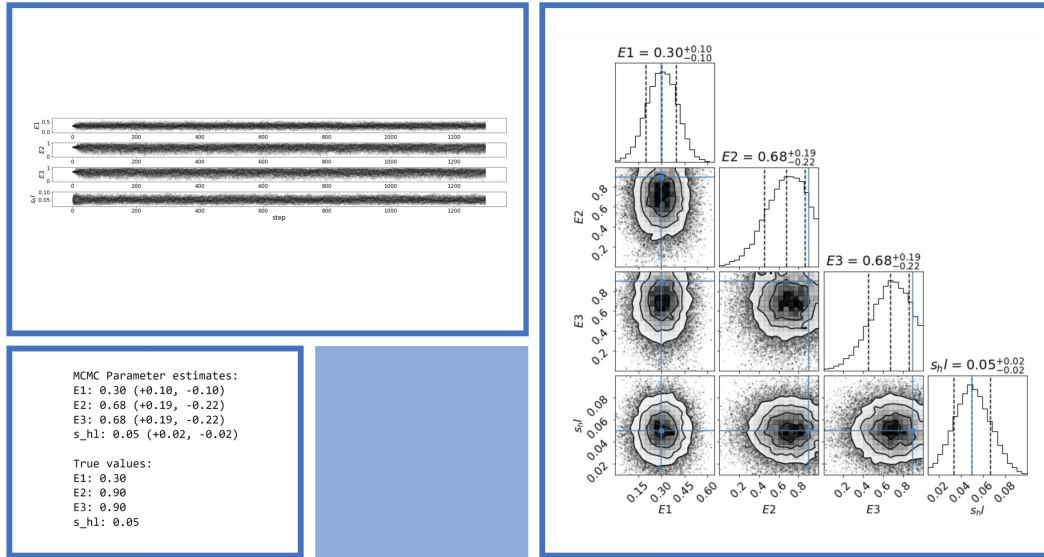 E1
0.5
0.0
0
200
400
600
800
1000
1200
E2
1
0
0
200
400
600
800
1000
1200
E3
1
0
0
200
400
600
800
1000
1200
s_hl
0.10
0.05
0
200
400
600
800
1000
1200
step
MCMC Parameter estimates:
E1: 0.30 (+0.10, -0.10)
E2: 0.68 (+0.19, -0.22)
E3: 0.68 (+0.19, -0.22)
s_hl: 0.05 (+0.02, -0.02)
True values:
E1: 0.30
E2: 0.90
E3: 0.90
s_hl: 0.05
E1 = 0.30 +0.10 -0.10
E2 = 0.68 +0.19 -0.22
E3 = 0.68 +0.19 -0.22
s_hl = 0.05 +0.02 -0.02
E2
0.8
0.6
0.4
0.2
E3
0.8
0.6
0.4
0.2
s_hl
0.08
0.06
0.04
0.02
0.15
0.30
0.45
0.60
E1
0.2
0.4
0.6
0.8
E2
0.2
0.4
0.6
0.8
E3
0.02
0.04
0.06
0.08
s_hl